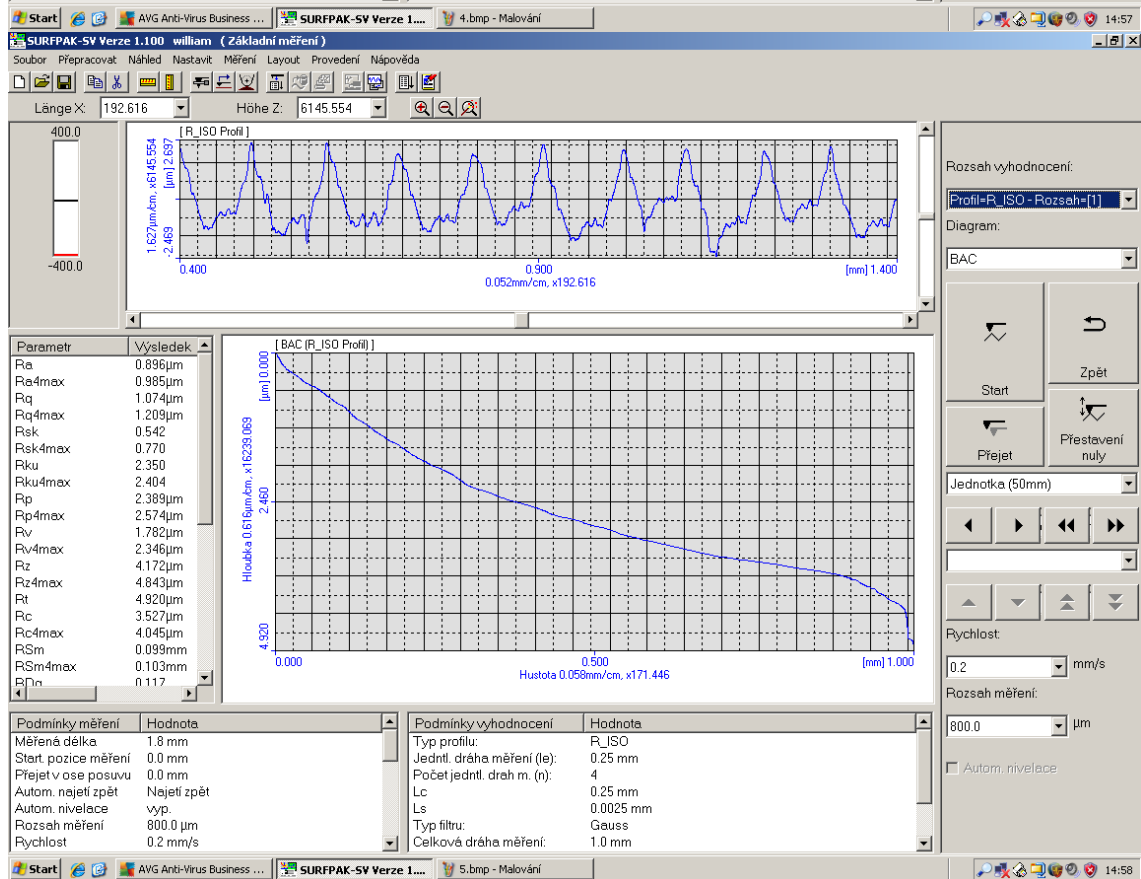 Start AVG Anti-Virus Business ... SURFPAK-SV Verze 1.... 4.bmp - Malování 14:57
SURFPAK-SV Verze 1.100 william ( Základní měření )
Soubor Přepracovat Náhled Nastavit Měření Layout Provedení Nápověda
Länge X: 192.616 Höhe Z: 6145.554
400.0
-400.0
[ R_ISO Profil ]
1.627µm/cm, x6145.554
-2.469 [µm] 2.697
0.400 0.900 [mm] 1.400
0.052mm/cm, x192.616
Parametr Výsledek
Ra 0.896µm
Ra4max 0.985µm
Rq 1.074µm
Rq4max 1.209µm
Rsk 0.542
Rsk4max 0.770
Rku 2.350
Rku4max 2.404
Rp 2.389µm
Rp4max 2.574µm
Rv 1.782µm
Rv4max 2.346µm
Rz 4.172µm
Rz4max 4.843µm
Rt 4.920µm
Rc 3.527µm
Rc4max 4.045µm
RSm 0.099mm
RSm4max 0.103mm
RDq 0.117
[ BAC (R_ISO Profil) ]
Hloubka 0.616µm/cm, x16239.069
4.920 2.460 [µm] 0.000
0.000 0.500 [mm] 1.000
Hustota 0.058mm/cm, x171.446
Rozsah vyhodnocení:
Profil=R_ISO - Rozsah=[1]
Diagram:
BAC
Start
Zpět
Přejet
Přestavení
nuly
Jednotka (50mm)
Rychlost:
0.2 mm/s
Rozsah měření:
800.0 µm
Autom. nivelace
Podmínky měření Hodnota
Měřená délka 1.8 mm
Start. pozice měření 0.0 mm
Přejet v ose posuvu 0.0 mm
Autom. najetí zpět Najetí zpět
Autom. nivelace vyp.
Rozsah měření 800.0 µm
Rychlost 0.2 mm/s
Podmínky vyhodnocení Hodnota
Typ profilu: R_ISO
Jedntl. dráha měření (le): 0.25 mm
Počet jedntl. drah m. (n): 4
Lc 0.25 mm
Ls 0.0025 mm
Typ filtru: Gauss
Celková dráha měření: 1.0 mm
Start AVG Anti-Virus Business ... SURFPAK-SV Verze 1.... 5.bmp - Malování 14:58